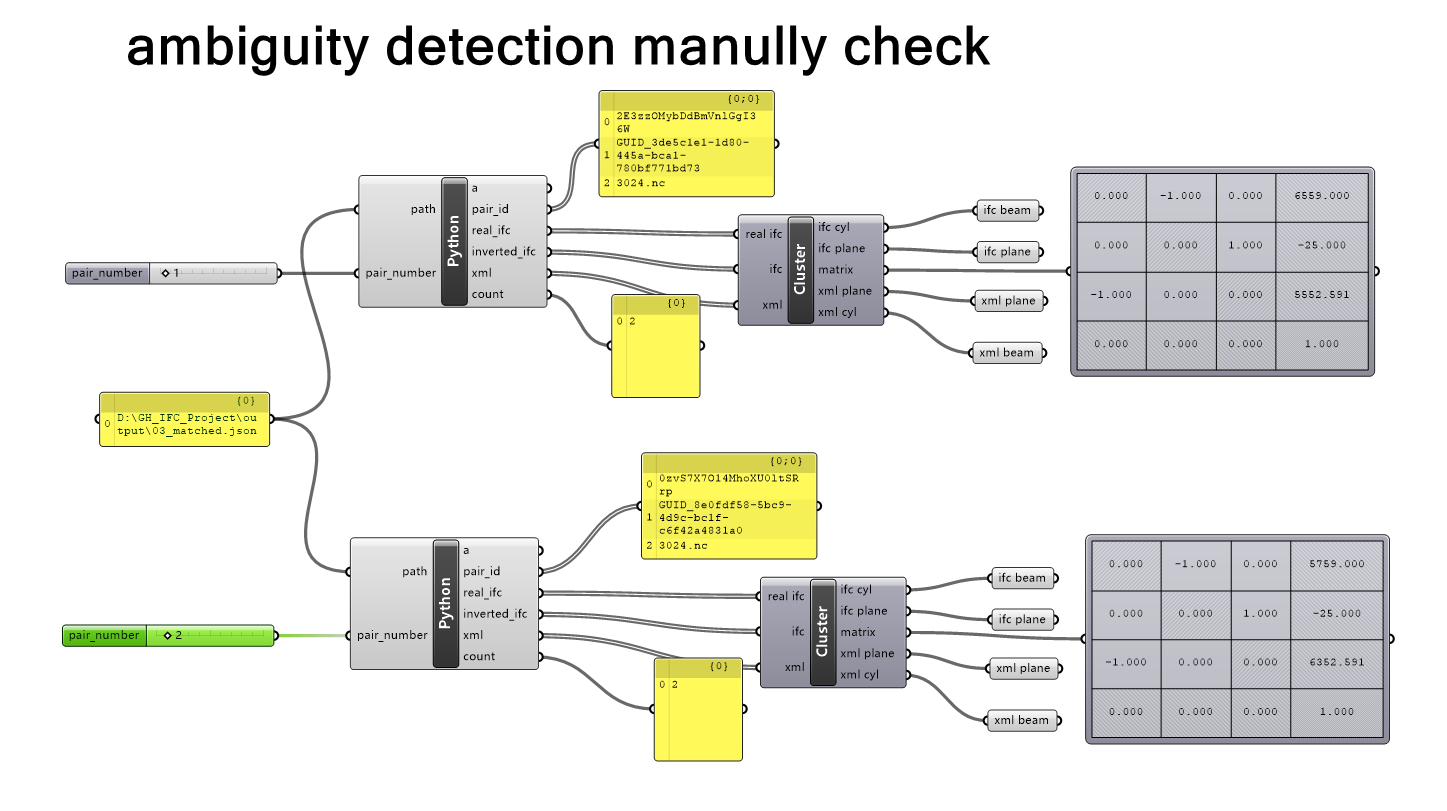 ambiguity detection manully check
{0;0}
0 2E3zzOMybDdBmVnlGgI3
6W
1 GUID_3de5c1e1-1d80-
445a-bca1-
780bf771bd73
2 3024.nc
path
pair_number
Python
a
pair_id
real_ifc
inverted_ifc
xml
count
pair_number 1
{0}
0 2
real ifc
ifc
xml
Cluster
ifc cyl
ifc plane
matrix
xml plane
xml cyl
ifc beam
ifc plane
xml plane
xml beam
0.000 -1.000 0.000 6559.000
0.000 0.000 1.000 -25.000
-1.000 0.000 0.000 5552.591
0.000 0.000 0.000 1.000
{0}
0 D:\GH_IFC_Project\ou
tput\03_matched.json
{0;0}
0 0zvS7X7O14MhoXU0ltSR
rp
1 GUID_8e0fdf58-5bc9-
4d9c-bc1f-
c6f42a4831a0
2 3024.nc
path
pair_number
Python
a
pair_id
real_ifc
inverted_ifc
xml
count
pair_number 2
{0}
0 2
real ifc
ifc
xml
Cluster
ifc cyl
ifc plane
matrix
xml plane
xml cyl
ifc beam
ifc plane
xml plane
xml beam
0.000 -1.000 0.000 5759.000
0.000 0.000 1.000 -25.000
-1.000 0.000 0.000 6352.591
0.000 0.000 0.000 1.000